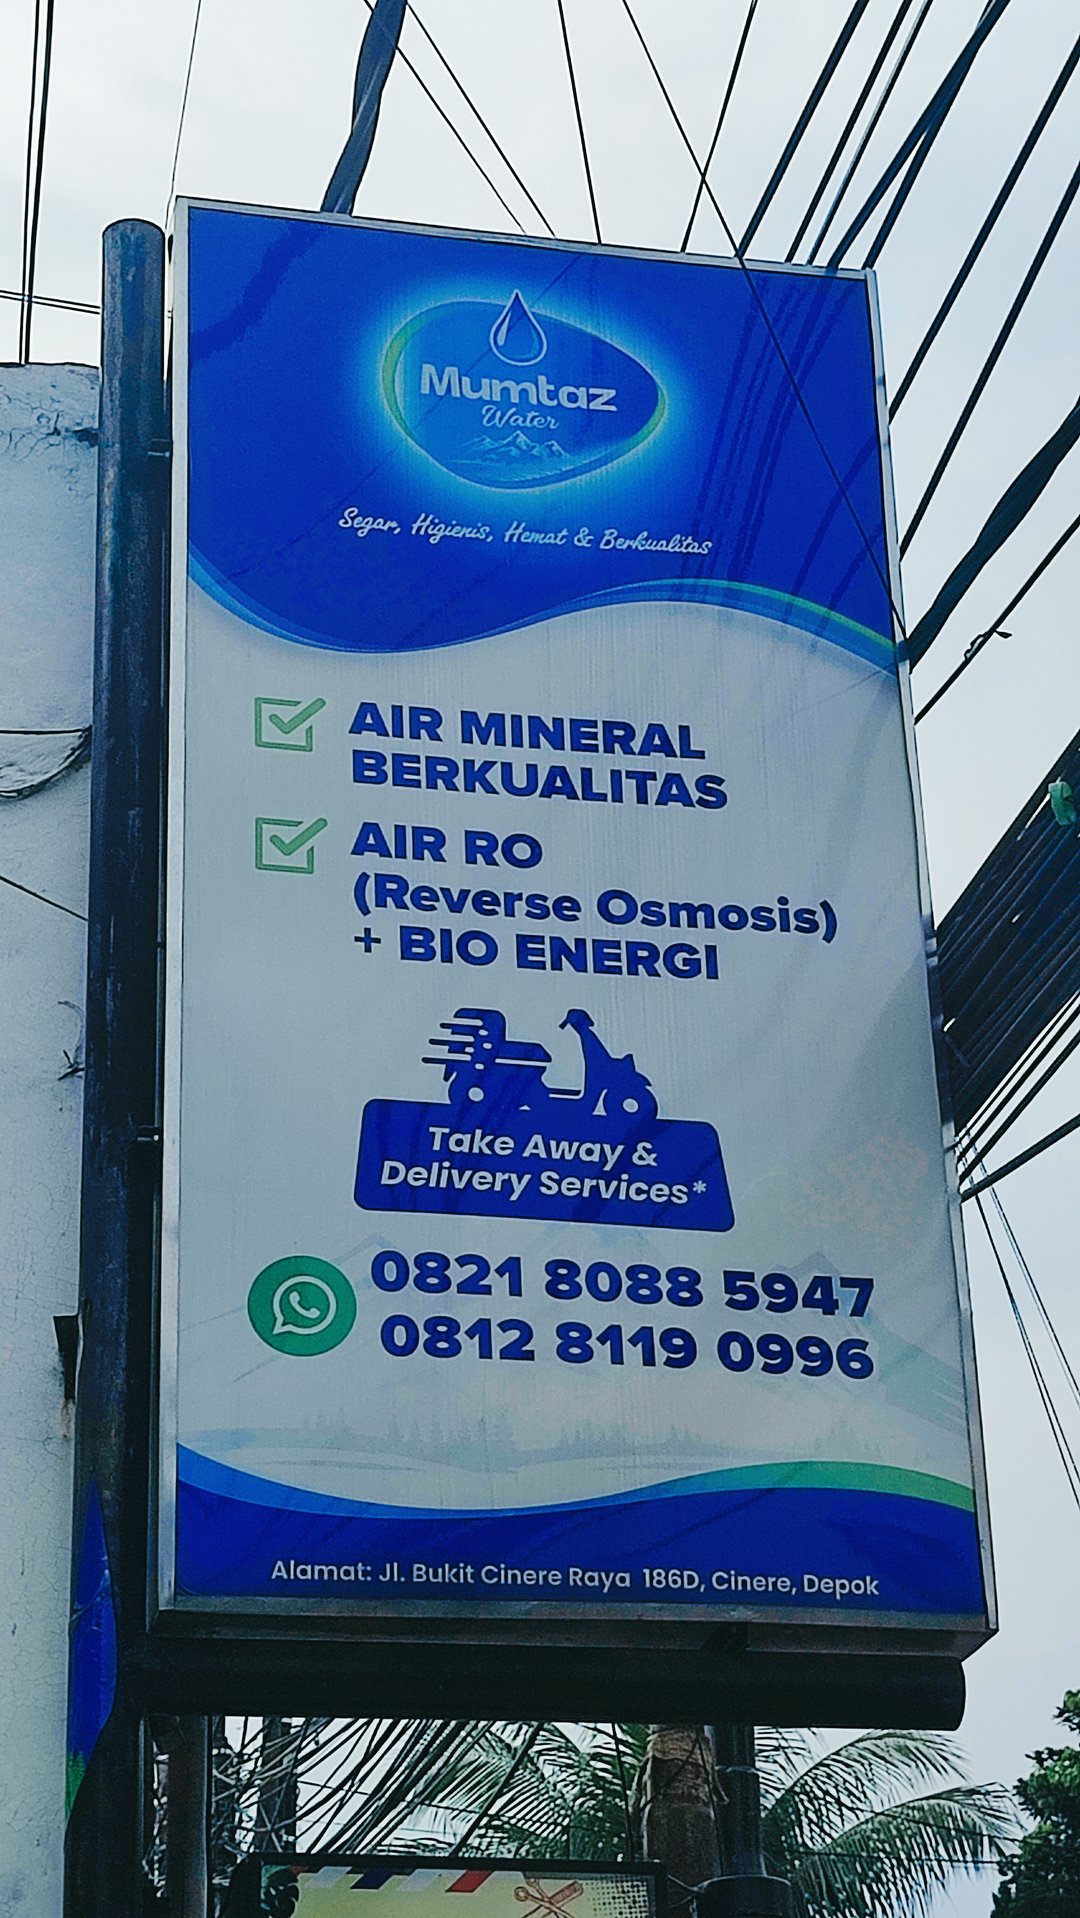 Mumtaz
Water
Segar, Higienis, Hemat & Berkualitas
AIR MINERAL
BERKUALITAS
AIR RO
(Reverse Osmosis)
+ BIO ENERGI
Take Away &
Delivery Services*
0821 8088 5947
0812 8119 0996
Alamat: Jl. Bukit Cinere Raya 186D, Cinere, Depok